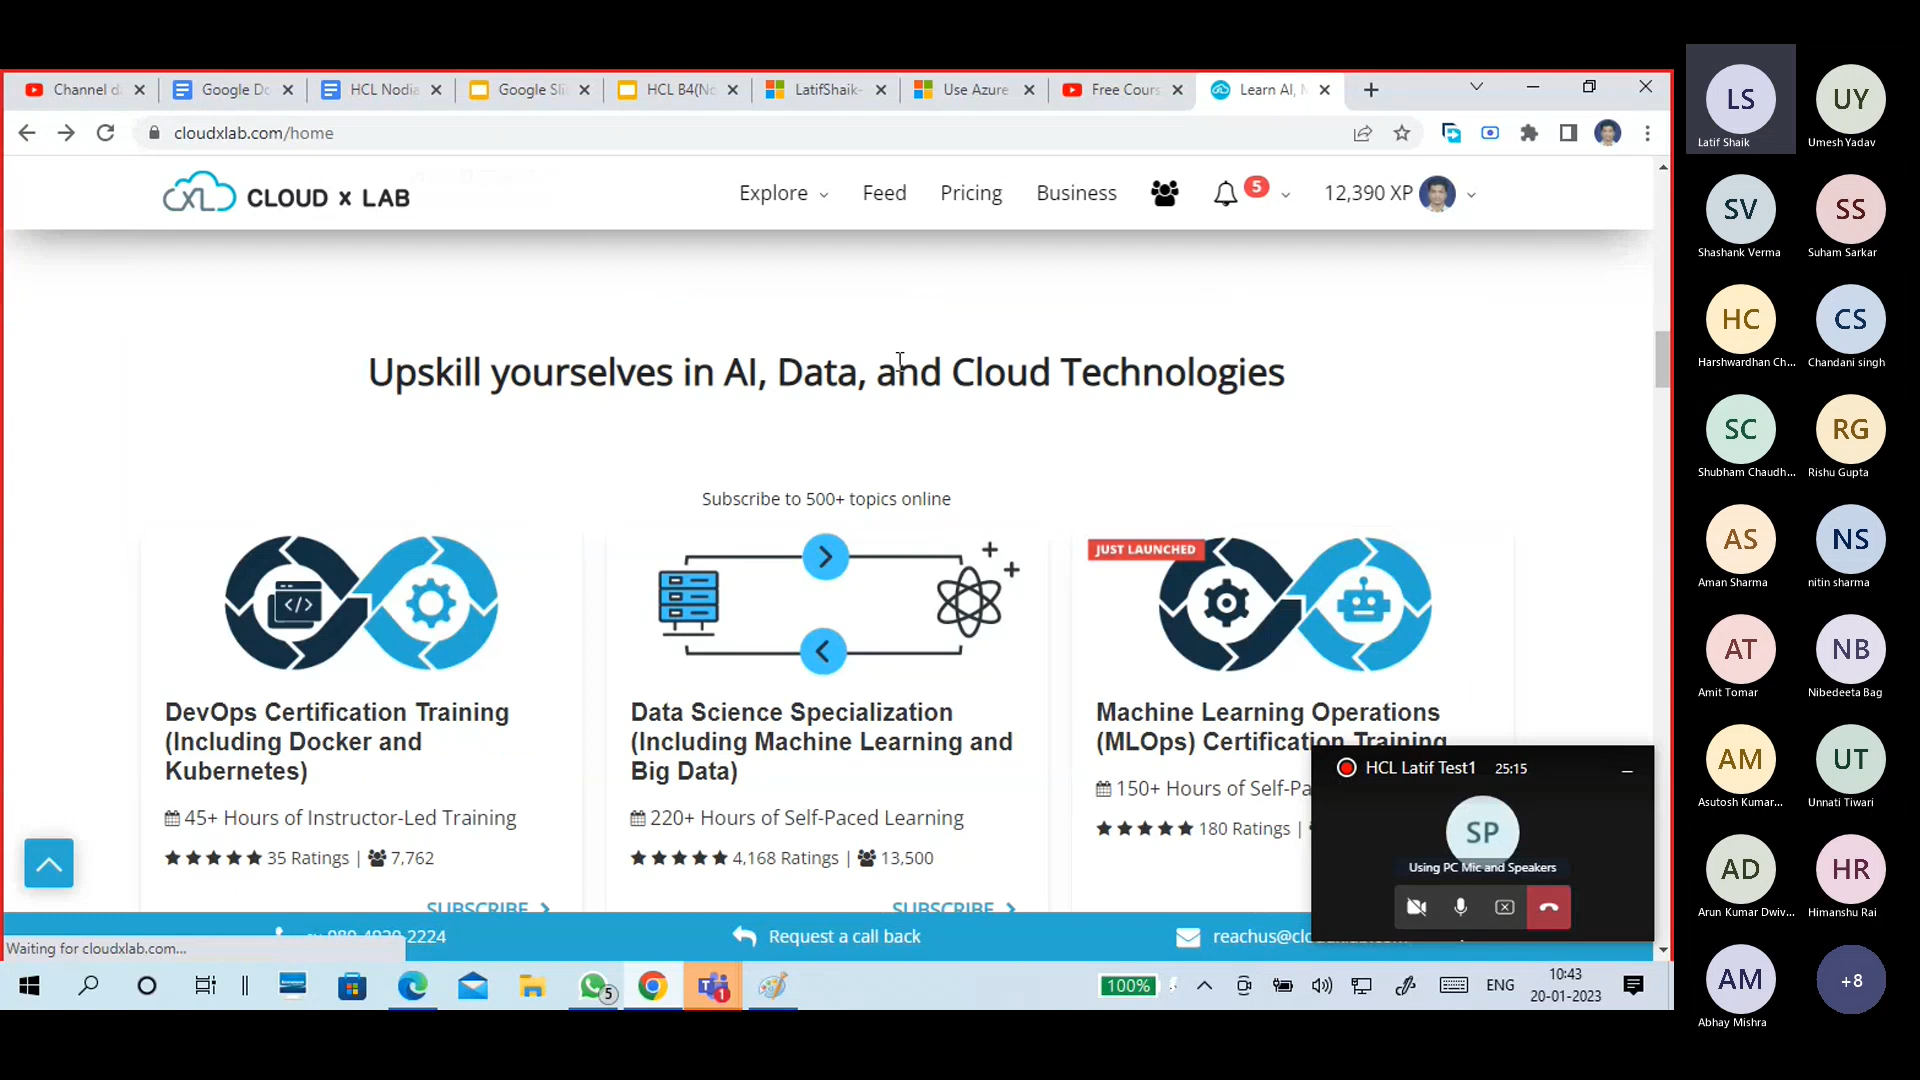 Channel d
Google Do
HCL Nodia
Google Sli
HCL B4(No
LatifShaik-
Use Azure
Free Cours
Learn AI, M
cloudxlab.com/home
CLOUD x LAB
Explore
Feed
Pricing
Business
5
12,390 XP
Upskill yourselves in AI, Data, and Cloud Technologies
Subscribe to 500+ topics online
JUST LAUNCHED
DevOps Certification Training
(Including Docker and
Kubernetes)
45+ Hours of Instructor-Led Training
35 Ratings | 7,762
SUBSCRIBE
Data Science Specialization
(Including Machine Learning and
Big Data)
220+ Hours of Self-Paced Learning
4,168 Ratings | 13,500
SUBSCRIBE
Machine Learning Operations
(MLOps) Certification Training
150+ Hours of Self-Pa
180 Ratings |
HCL Latif Test1 25:15
SP
Using PC Mic and Speakers
2224
Request a call back
reachus@cl
Waiting for cloudxlab.com...
5
1
100%
ENG
10:43
20-01-2023
LS
Latif Shaik
UY
Umesh Yadav
SV
Shashank Verma
SS
Suham Sarkar
HC
Harshwardhan Ch...
CS
Chandani singh
SC
Shubham Chaudh...
RG
Rishu Gupta
AS
Aman Sharma
NS
nitin sharma
AT
Amit Tomar
NB
Nibedeeta Bag
AM
Asutosh Kumar...
UT
Unnati Tiwari
AD
Arun Kumar Dwiv...
HR
Himanshu Rai
AM
Abhay Mishra
+8